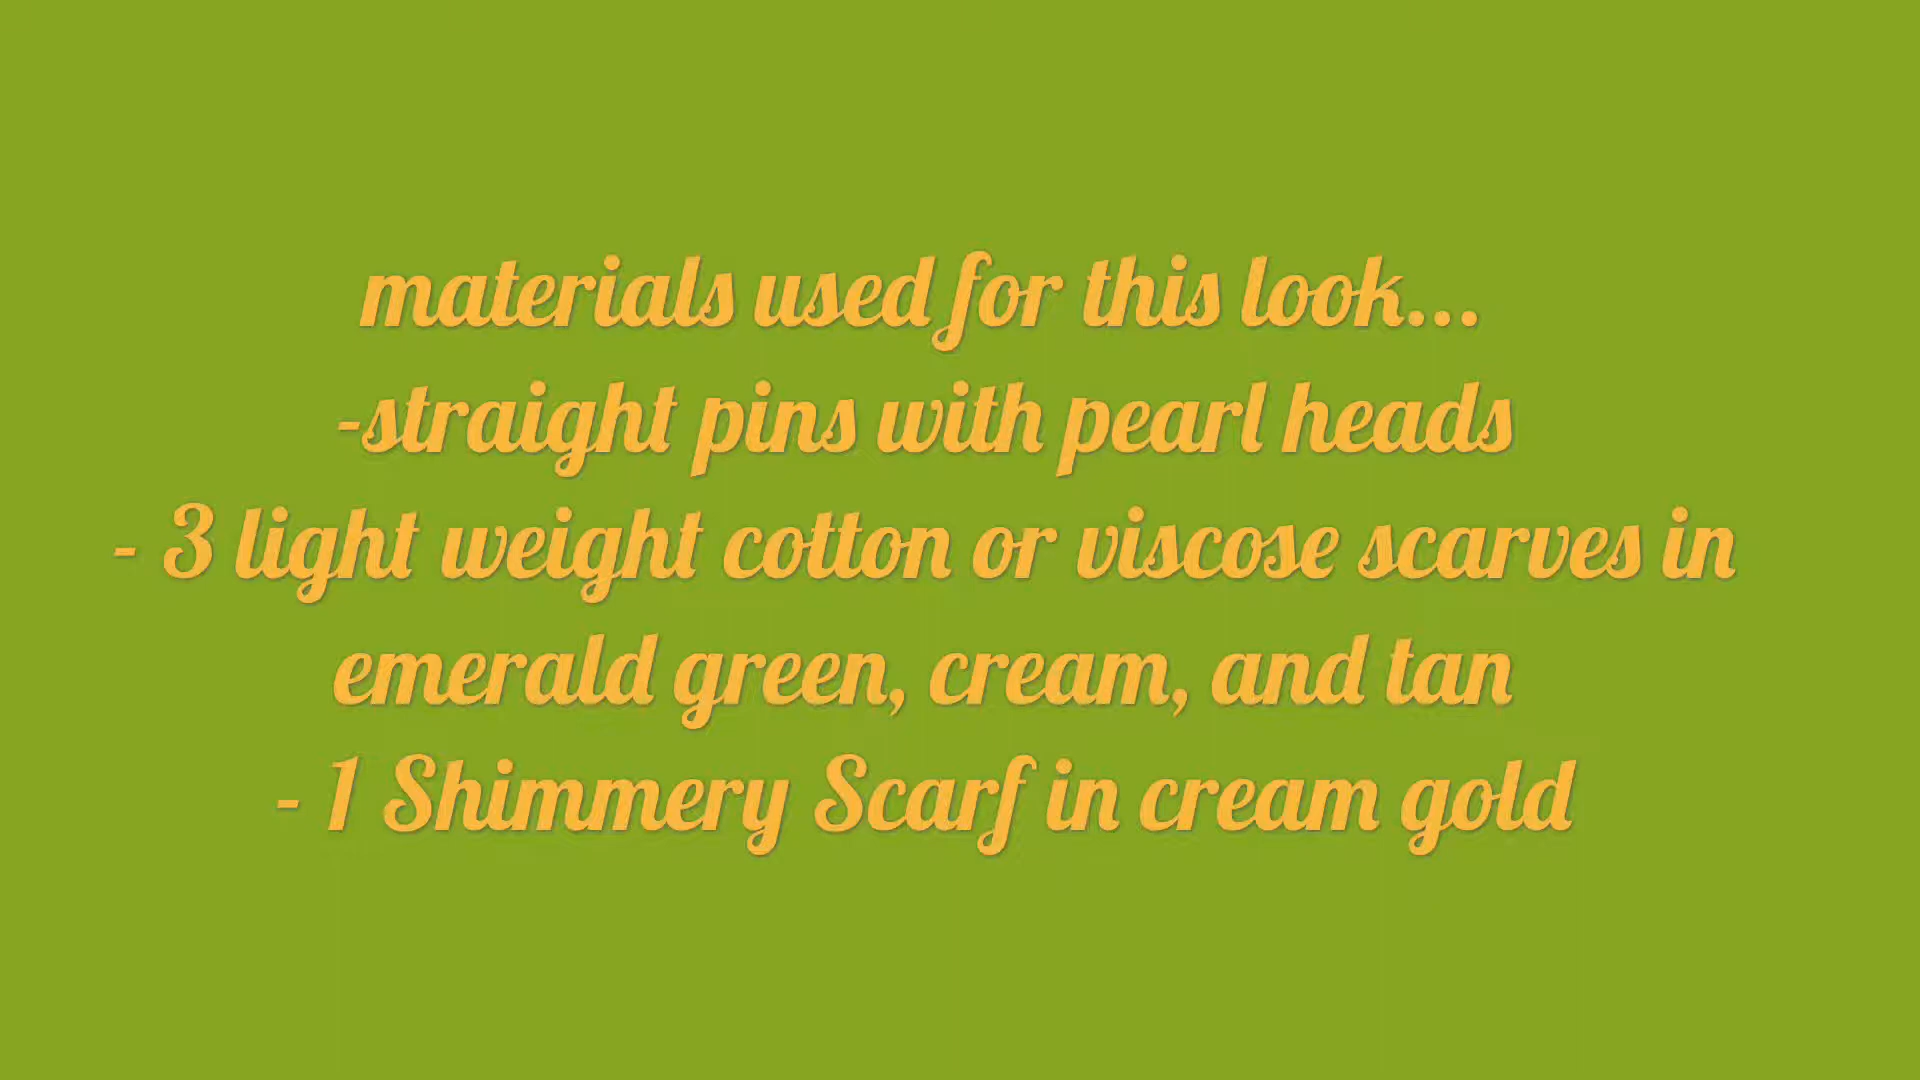 materials used for this look...
-straight pins with pearl heads
- 3 light weight cotton or viscose scarves in
emerald green, cream, and tan
- 1 Shimmery Scarf in cream gold